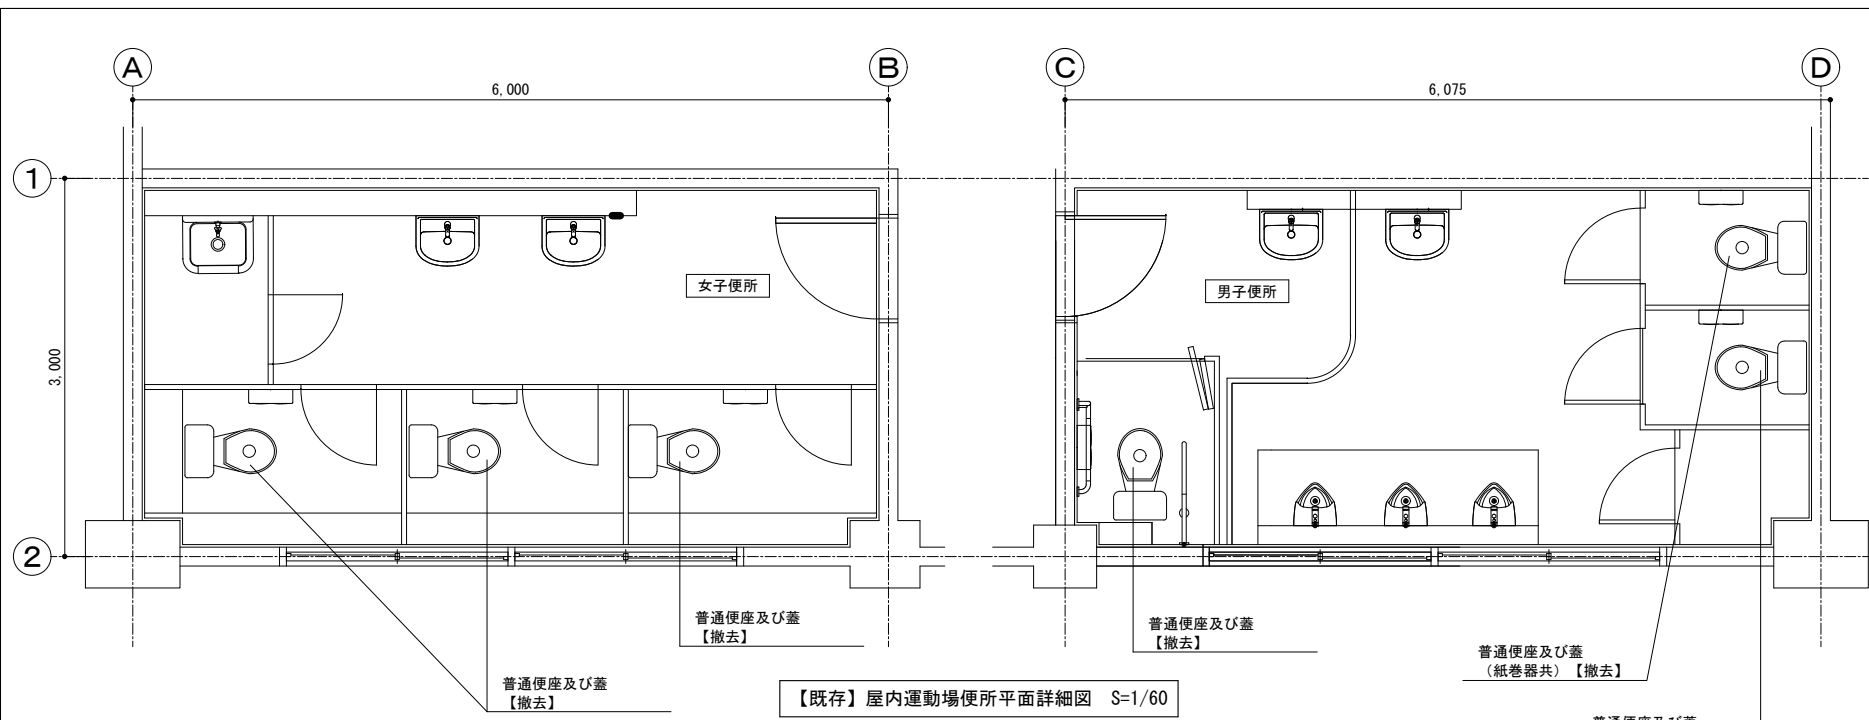 A
B
C
D
6,000
6,075
1
3,000
2
女子便所
男子便所
普通便座及び蓋
【撤去】
普通便座及び蓋
【撤去】
普通便座及び蓋
【撤去】
普通便座及び蓋
（紙巻器共）【撤去】
【既存】屋内運動場便所平面詳細図　S=1/60
普通便座及び蓋